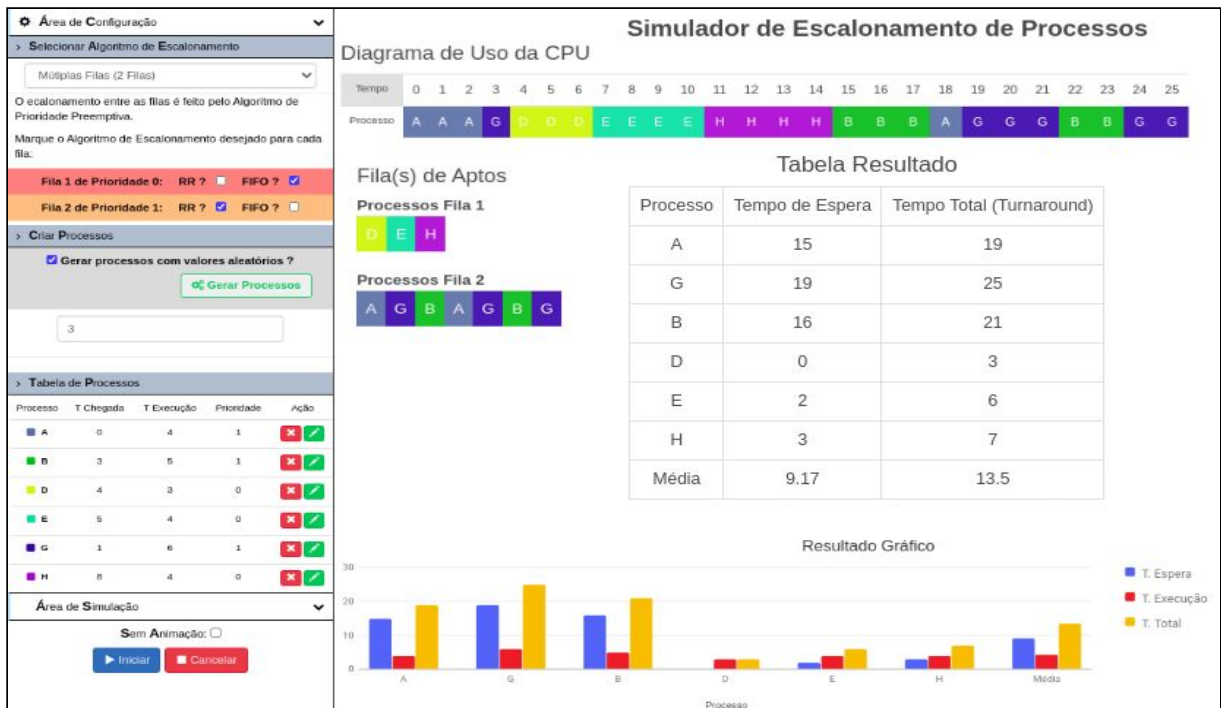 Área de Configuração
Selecionar Algoritmo de Escalonamento
Mútiplas Filas (2 Filas)
O ecalonamento entre as filas é feito pelo Algoritmo de
Prioridade Preemptiva.
Marque o Algoritmo de Escalonamento desejado para cada
fila:
Fila 1 de Prioridade 0: RR ? FIFO ?
Fila 2 de Prioridade 1: RR ? FIFO ?
Criar Processos
Gerar processos com valores aleatórios ?
Gerar Processos
3
Tabela de Processos
Processo T Chegada T Execução Prioridade Ação
A 0 4 1
B 3 5 1
D 4 3 0
E 5 4 0
G 1 6 1
H 8 4 0
Área de Simulação
Sem Animação:
Iniciar Cancelar
Simulador de Escalonamento de Processos
Diagrama de Uso da CPU
Tempo 0 1 2 3 4 5 6 7 8 9 10 11 12 13 14 15 16 17 18 19 20 21 22 23 24 25
Processo A A A G D D D E E E E H H H H B B B A G G G B B G G
Fila(s) de Aptos
Processos Fila 1
D E H
Processos Fila 2
A G B A G B G
Tabela Resultado
Processo Tempo de Espera Tempo Total (Turnaround)
A 15 19
G 19 25
B 16 21
D 0 3
E 2 6
H 3 7
Média 9.17 13.5
Resultado Gráfico
30
20
10
0
A G B D E H Média
Processo
T. Espera
T. Execução
T. Total